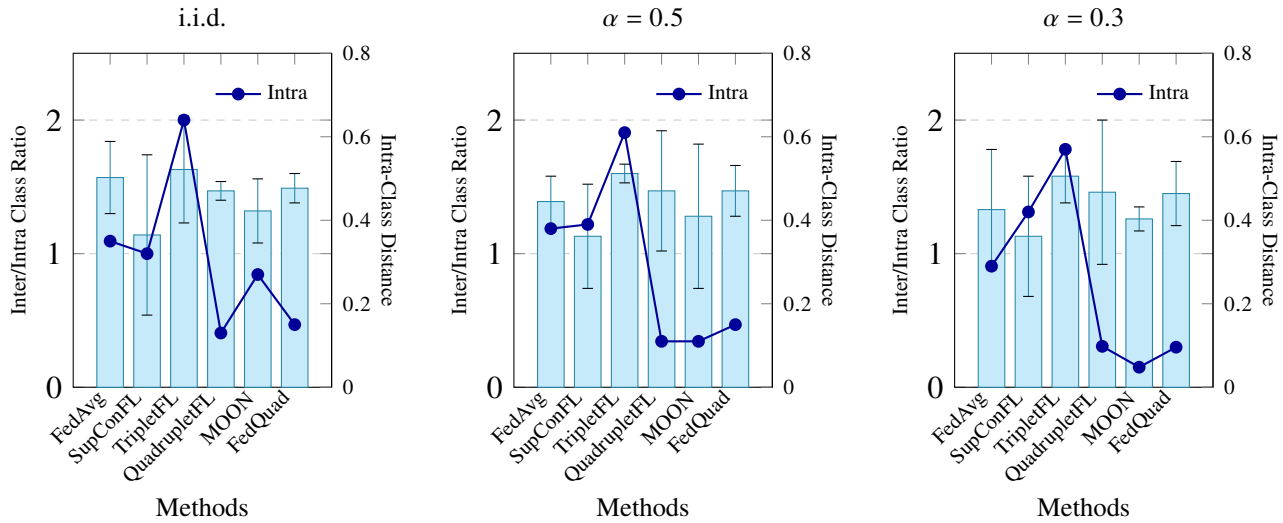 i.i.d.
Inter/Intra Class Ratio
2
1
0
0.8
0.6
0.4
0.2
0
Intra-Class Distance
Intra
FedAvg
SupConFL
TripletFL
QuadrupletFL
MOON
FedQuad
Methods
α = 0.5
Inter/Intra Class Ratio
2
1
0
0.8
0.6
0.4
0.2
0
Intra-Class Distance
Intra
FedAvg
SupConFL
TripletFL
QuadrupletFL
MOON
FedQuad
Methods
α = 0.3
Inter/Intra Class Ratio
2
1
0
0.8
0.6
0.4
0.2
0
Intra-Class Distance
Intra
FedAvg
SupConFL
TripletFL
QuadrupletFL
MOON
FedQuad
Methods